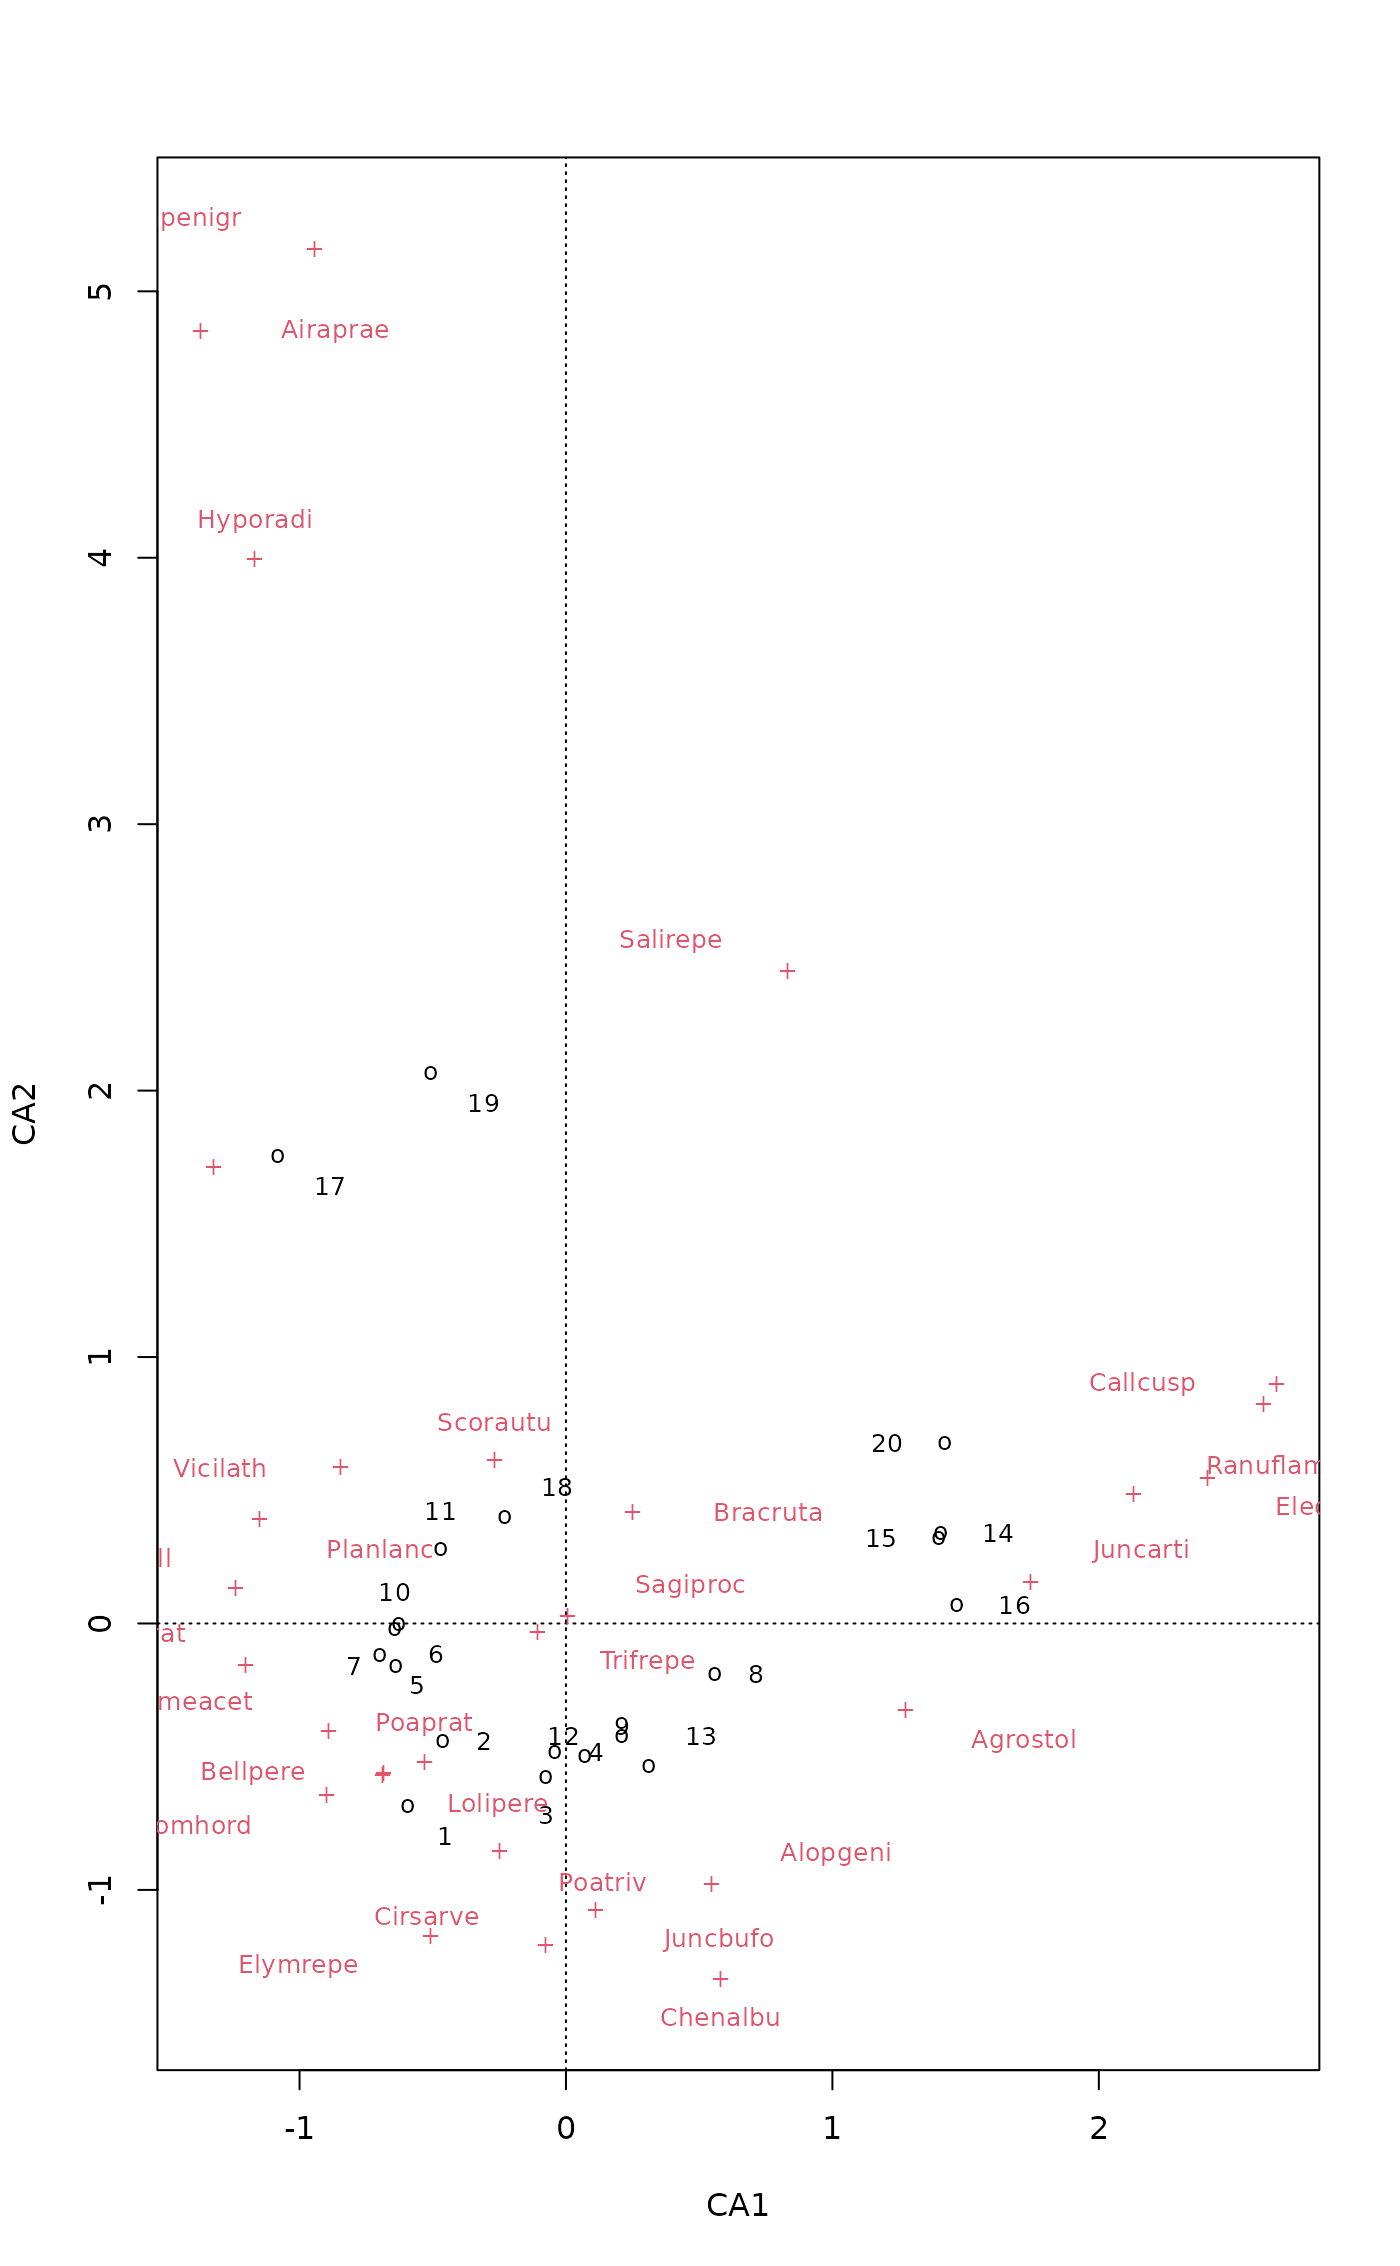 penigr
5
Airaprae
Hyporadi
4
3
Salirepe
2
19
CA2
17
1
Callcusp
Scorautu
20
Vicilath
Ranuflam
18
Elec
11
Bracruta
15
14
ll
Planlanc
Juncarti
10
Sagiproc
16
0
at
7
6
Trifrepe
8
5
meacet
Poaprat
9
2
12
13
Agrostol
4
Bellpere
Lolipere
3
omhord
1
Alopgeni
-1
Poatriv
Cirsarve
Juncbufo
Elymrepe
Chenalbu
-1 0 1 2
CA1